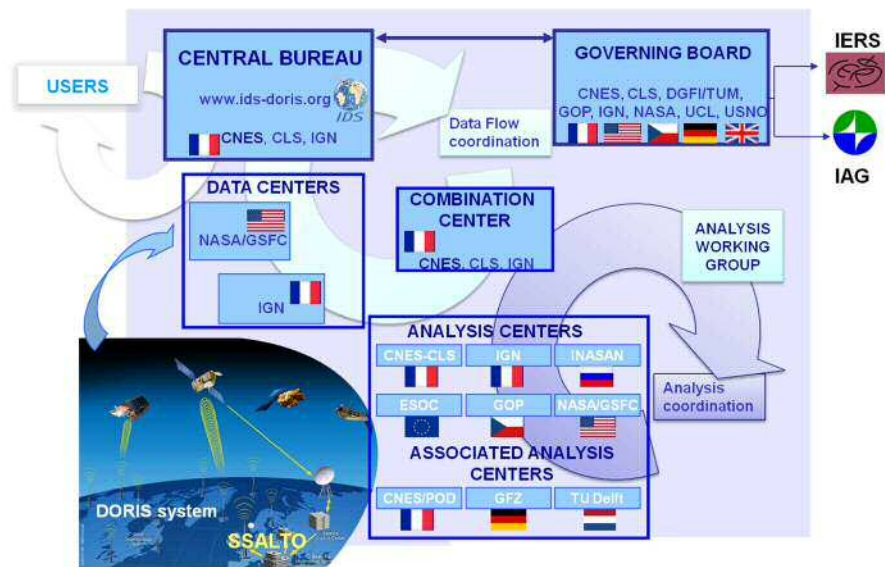 CENTRAL BUREAU
www.ids-doris.org
IDS
CNES, CLS, IGN
GOVERNING BOARD
CNES, CLS, DGFI/TUM,
GOP, IGN, NASA, UCL, USNO
IERS
IAG
USERS
Data Flow
coordination
DATA CENTERS
NASA/GSFC
IGN
COMBINATION
CENTER
CNES, CLS, IGN
ANALYSIS
WORKING
GROUP
ANALYSIS CENTERS
CNES-CLS
IGN
INASAN
ESOC
GOP
NASA/GSFC
Analysis
coordination
ASSOCIATED ANALYSIS
CENTERS
CNES/POD
GFZ
TU Delft
DORIS system
SSALTO